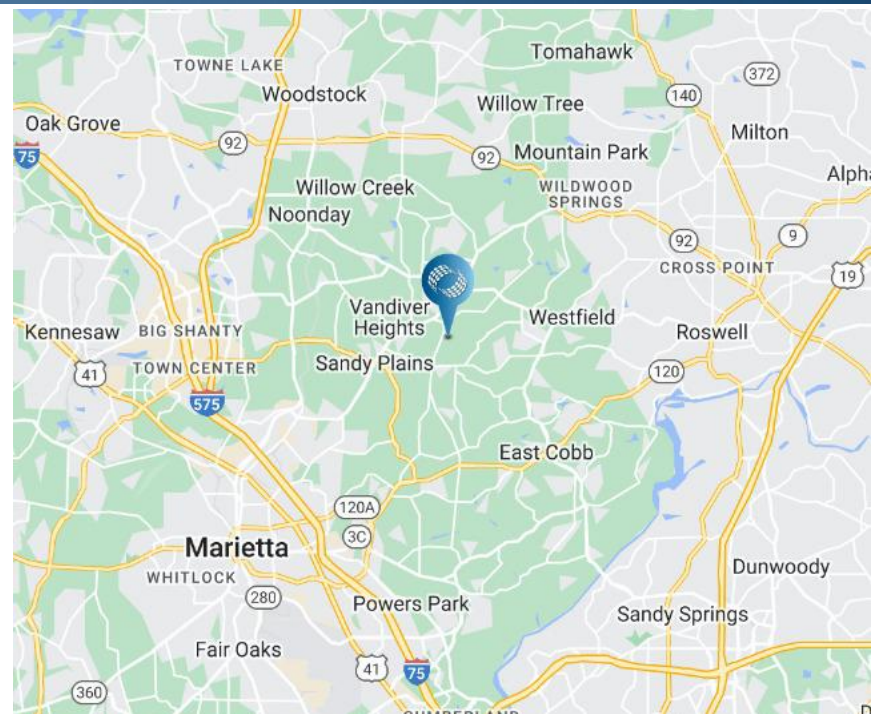 Tomahawk
TOWNE LAKE
372
Woodstock
140
Willow Tree
Oak Grove
Milton
92
75
92
Mountain Park
Alpha
Willow Creek
WILDWOOD
SPRINGS
Noonday
92
9
CROSS POINT
19
Vandiver
Heights
Westfield
Kennesaw
BIG SHANTY
Roswell
Sandy Plains
TOWN CENTER
41
120
575
East Cobb
120A
3C
Marietta
Dunwoody
WHITLOCK
280
Powers Park
Sandy Springs
Fair Oaks
41
75
360
CUMBERLAND
D